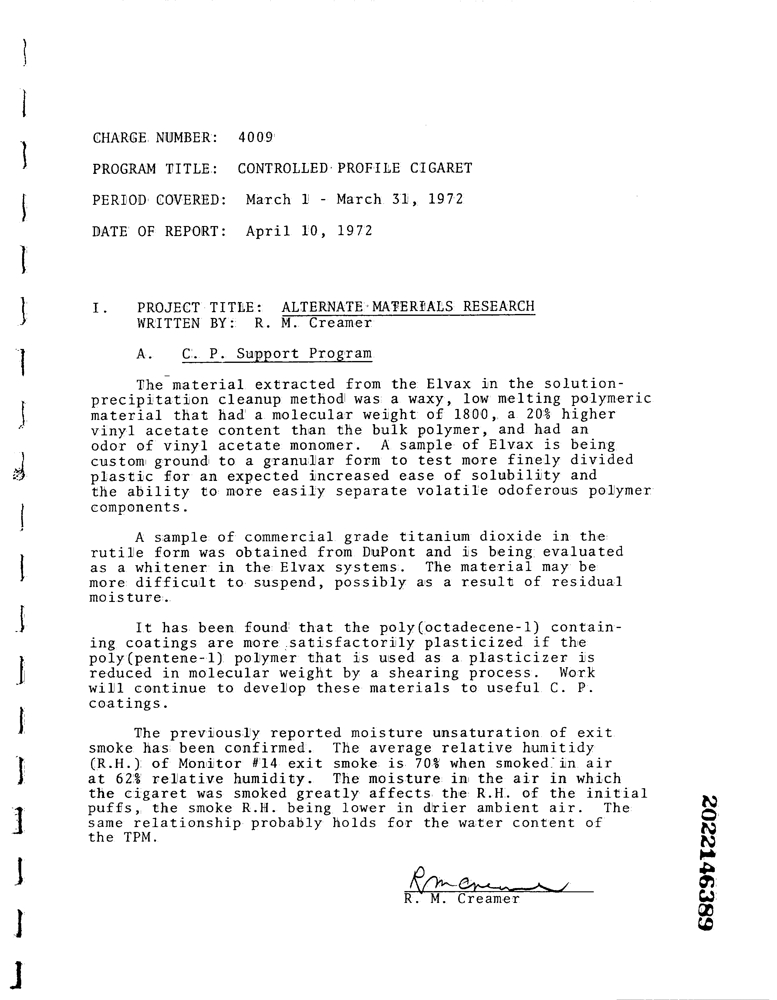 CHARGE NUMBER: 4009
PROGRAM TITLE: CONTROLLED PROFILE CIGARET
PERIOD COVERED: March 1 - March 31, 1972
DATE OF REPORT: April 10, 1972
I. PROJECT TITLE: ALTERNATE MATERIALS RESEARCH
WRITTEN BY: R. M. Creamer
A. C. P. Support Program
The material extracted from the Elvax in the solution-
precipitation cleanup method was a waxy, low melting polymeric
material that had a molecular weight of 1800, a 20% higher
vinyl acetate content than the bulk polymer, and had an
odor of vinyl acetate monomer. A sample of Elvax is being
custom ground to a granular form to test more finely divided
plastic for an expected increased ease of solubility and
the ability to more easily separate volatile odoferous polymer
components.
A sample of commercial grade titanium dioxide in the
rutile form was obtained from DuPont and is being evaluated
as a whitener in the Elvax systems. The material may be
more difficult to suspend, possibly as a result of residual
moisture.
It has been found that the poly(octadecene-1) contain-
ing coatings are more satisfactorily plasticized if the
poly(pentene-1) polymer that is used as a plasticizer is
reduced in molecular weight by a shearing process. Work
will continue to develop these materials to useful C. P.
coatings.
The previously reported moisture unsaturation of exit
smoke has been confirmed. The average relative humitidy
(R.H.) of Monitor #14 exit smoke is 70% when smoked in air
at 62% relative humidity. The moisture in the air in which
the cigaret was smoked greatly affects the R.H. of the initial
puffs, the smoke R.H. being lower in drier ambient air. The
same relationship probably holds for the water content of
the TPM.
R M Creamer
R. M. Creamer
2022146389